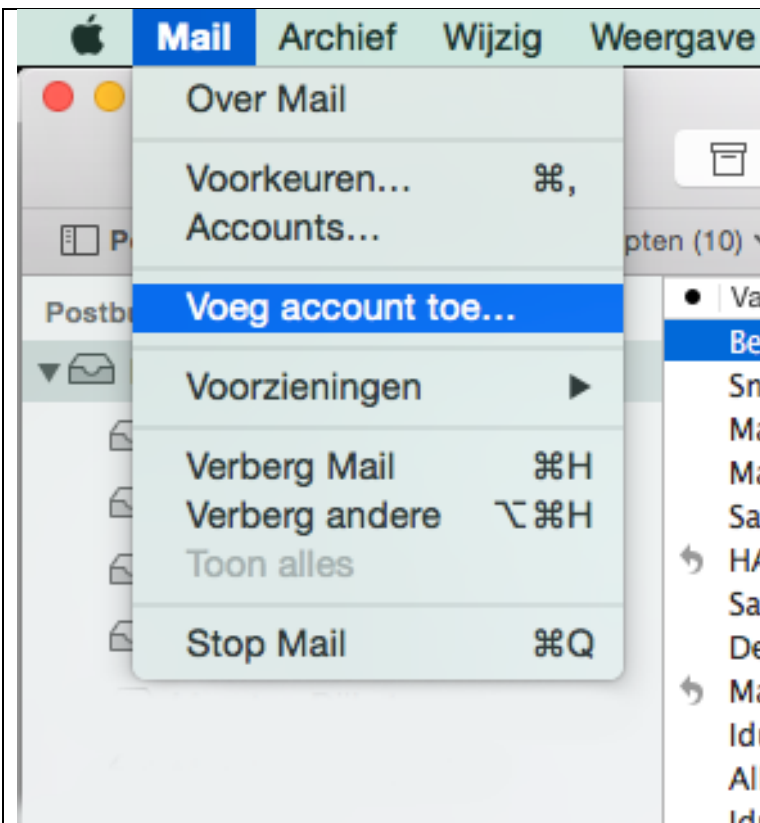 Mail Archief Wijzig Weergave
Over Mail
Voorkeuren... ⌘,
Accounts...
(10)
Voeg account toe...
Voorzieningen ▶
Verberg Mail ⌘H
Verberg andere ⌥⌘H
Toon alles
Stop Mail ⌘Q